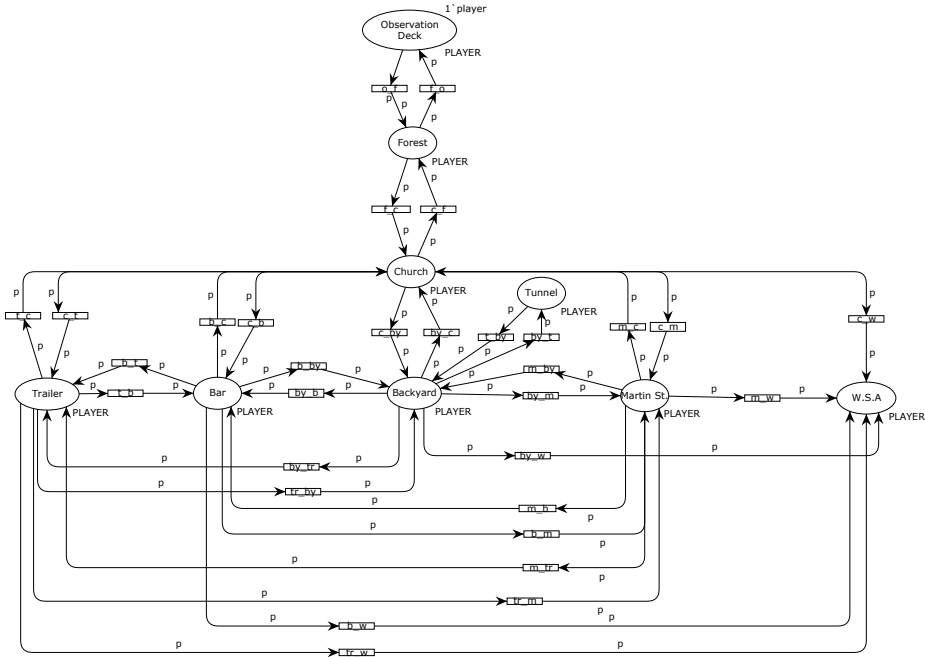 1`player
Observation
Deck
PLAYER
p
o_f
f_o
p
p
p
Forest
PLAYER
p
p
f_c
c_f
p
p
Church
PLAYER
Tunnel
PLAYER
p
p
p
p
p
p
p
p
p
p
t_c
c_t
b_c
c_b
c_by
by_c
t_by
by_t
m_c
c_m
c_w
p
p
p
p
p
p
p
p
p
p
p
p
p
b_t
p
p
b_by
p
m_by
p
Trailer
p
t_b
p
Bar
p
by_b
p
Backyard
p
by_m
p
Martin St.
p
m_w
p
W.S.A
PLAYER
PLAYER
PLAYER
PLAYER
PLAYER
p
by_tr
p
p
by_w
p
p
tr_by
p
p
m_b
p
p
b_m
p
p
m_tr
p
p
tr_m
p
p
b_w
p
p
tr_w
p